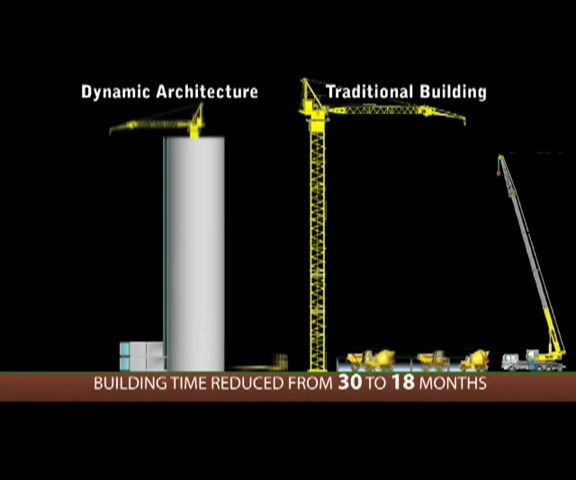 Dynamic Architecture
Traditional Building
BUILDING TIME REDUCED FROM 30 TO 18 MONTHS